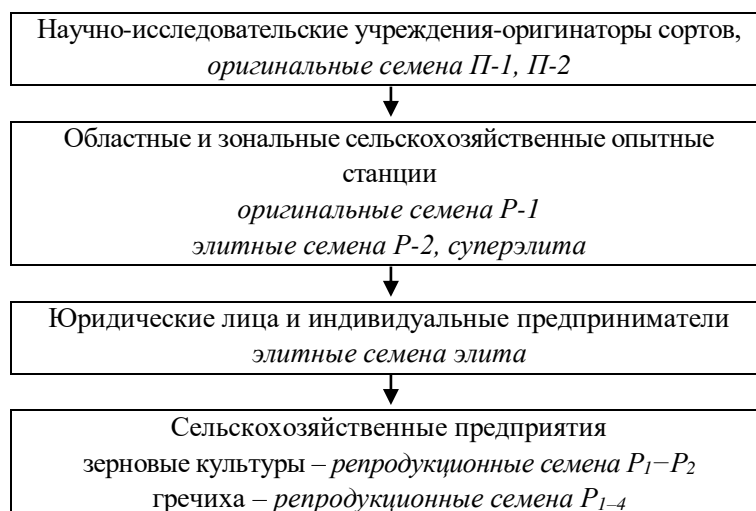 Научно-исследовательские учреждения-оригинаторы сортов,
оригинальные семена П-1, П-2
Областные и зональные сельскохозяйственные опытные
станции
оригинальные семена Р-1
элитные семена Р-2, суперэлита
Юридические лица и индивидуальные предприниматели
элитные семена элита
Сельскохозяйственные предприятия
зерновые культуры – репродукционные семена Р₁−Р₂
гречиха – репродукционные семена Р₁₋₄